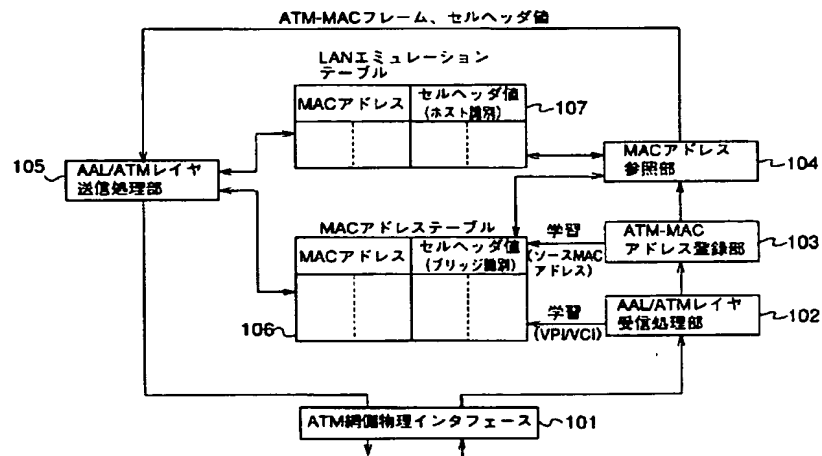 ATM-MACフレーム、セルヘッダ値
LANエミュレーション
テーブル
MACアドレス
セルヘッダ値
(ホスト識別)
107
105
AAL/ATMレイヤ
送信処理部
MACアドレス
参照部
104
MACアドレステーブル
MACアドレス
セルヘッダ値
(ブリッジ識別)
学習
(ソースMAC
アドレス)
ATM-MAC
アドレス登録部
103
106
学習
(VPI/VCI)
AAL/ATMレイヤ
受信処理部
102
ATM網側物理インタフェース
101